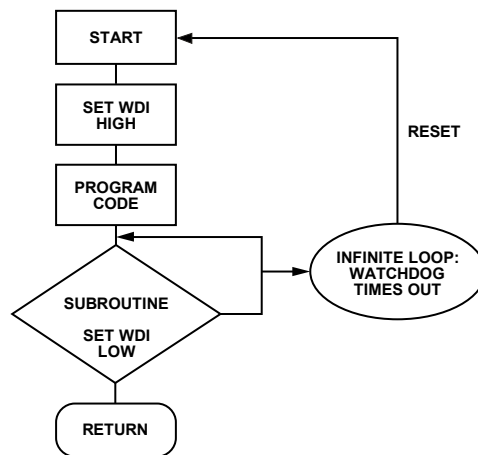 START
SET WDI
HIGH
PROGRAM
CODE
SUBROUTINE
SET WDI
LOW
RETURN
RESET
INFINITE LOOP:
WATCHDOG
TIMES OUT